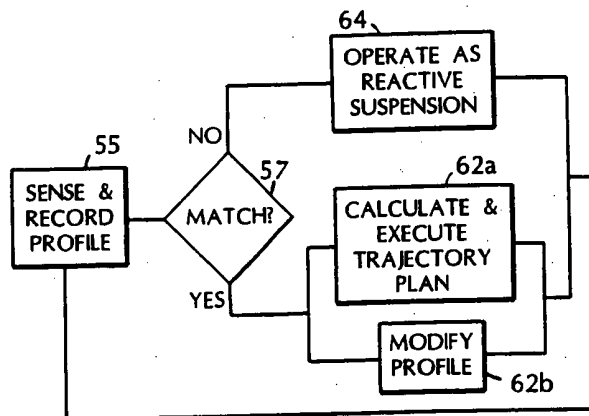 64
OPERATE AS
REACTIVE
SUSPENSION
NO
55
57
SENSE &
RECORD
PROFILE
MATCH?
62a
CALCULATE &
EXECUTE
TRAJECTORY
PLAN
YES
MODIFY
PROFILE
62b